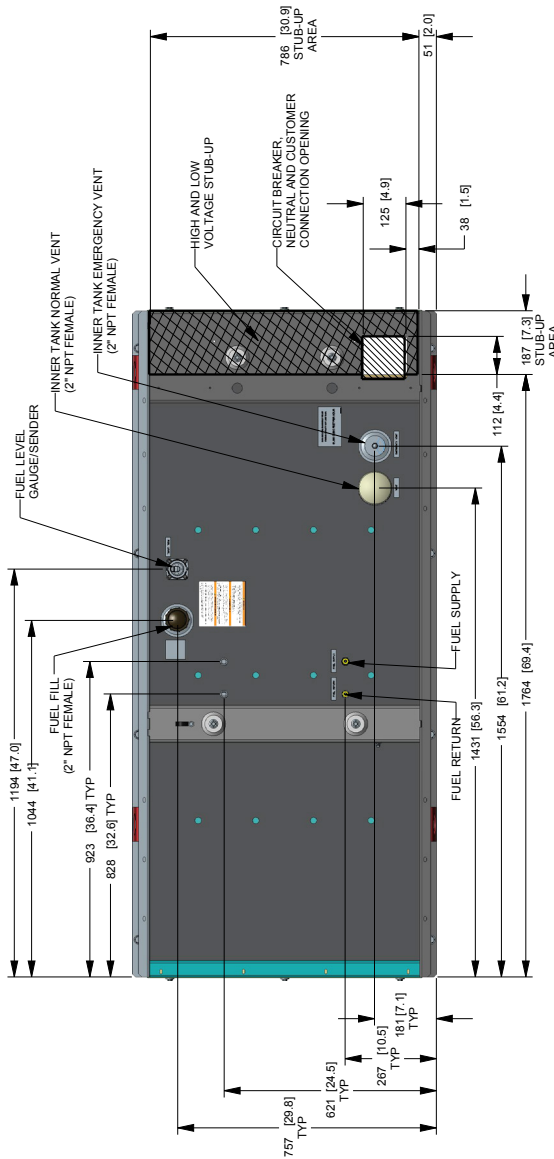 786 [30.9]
STUB-UP
AREA
51 [2.0]
HIGH AND LOW
VOLTAGE STUB-UP
CIRCUIT BREAKER,
NEUTRAL AND CUSTOMER
CONNECTION OPENING
125 [4.9]
38 [1.5]
INNER TANK NORMAL VENT
(2" NPT FEMALE)
INNER TANK EMERGENCY VENT
(2" NPT FEMALE)
187 [7.3]
STUB-UP
AREA
112 [4.4]
FUEL LEVEL
GAUGE/SENDER
FUEL FILL
(2" NPT FEMALE)
FUEL SUPPLY
FUEL RETURN
1194 [47.0]
1044 [41.1]
923 [36.4] TYP
828 [32.6] TYP
1431 [56.3]
1554 [61.2]
1764 [69.4]
181 [7.1]
TYP
267 [10.5]
TYP
621 [24.5]
TYP
757 [29.8]
TYP